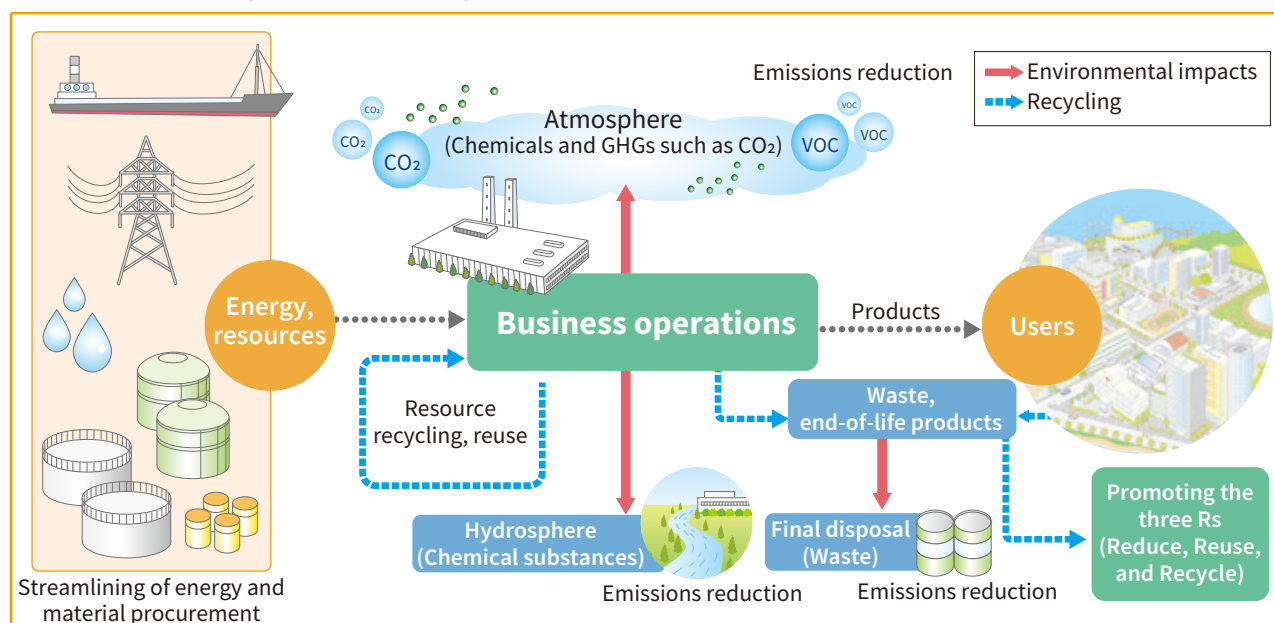 Emissions reduction
Environmental impacts
Recycling
CO₂
CO₂
CO₂
Atmosphere
(Chemicals and GHGs such as CO₂)
VOC
VOC
VOC
Energy,
resources
Business operations
Products
Users
Resource
recycling, reuse
Waste,
end-of-life products
Hydrosphere
(Chemical substances)
Emissions reduction
Final disposal
(Waste)
Emissions reduction
Promoting the
three Rs
(Reduce, Reuse,
and Recycle)
Streamlining of energy and
material procurement